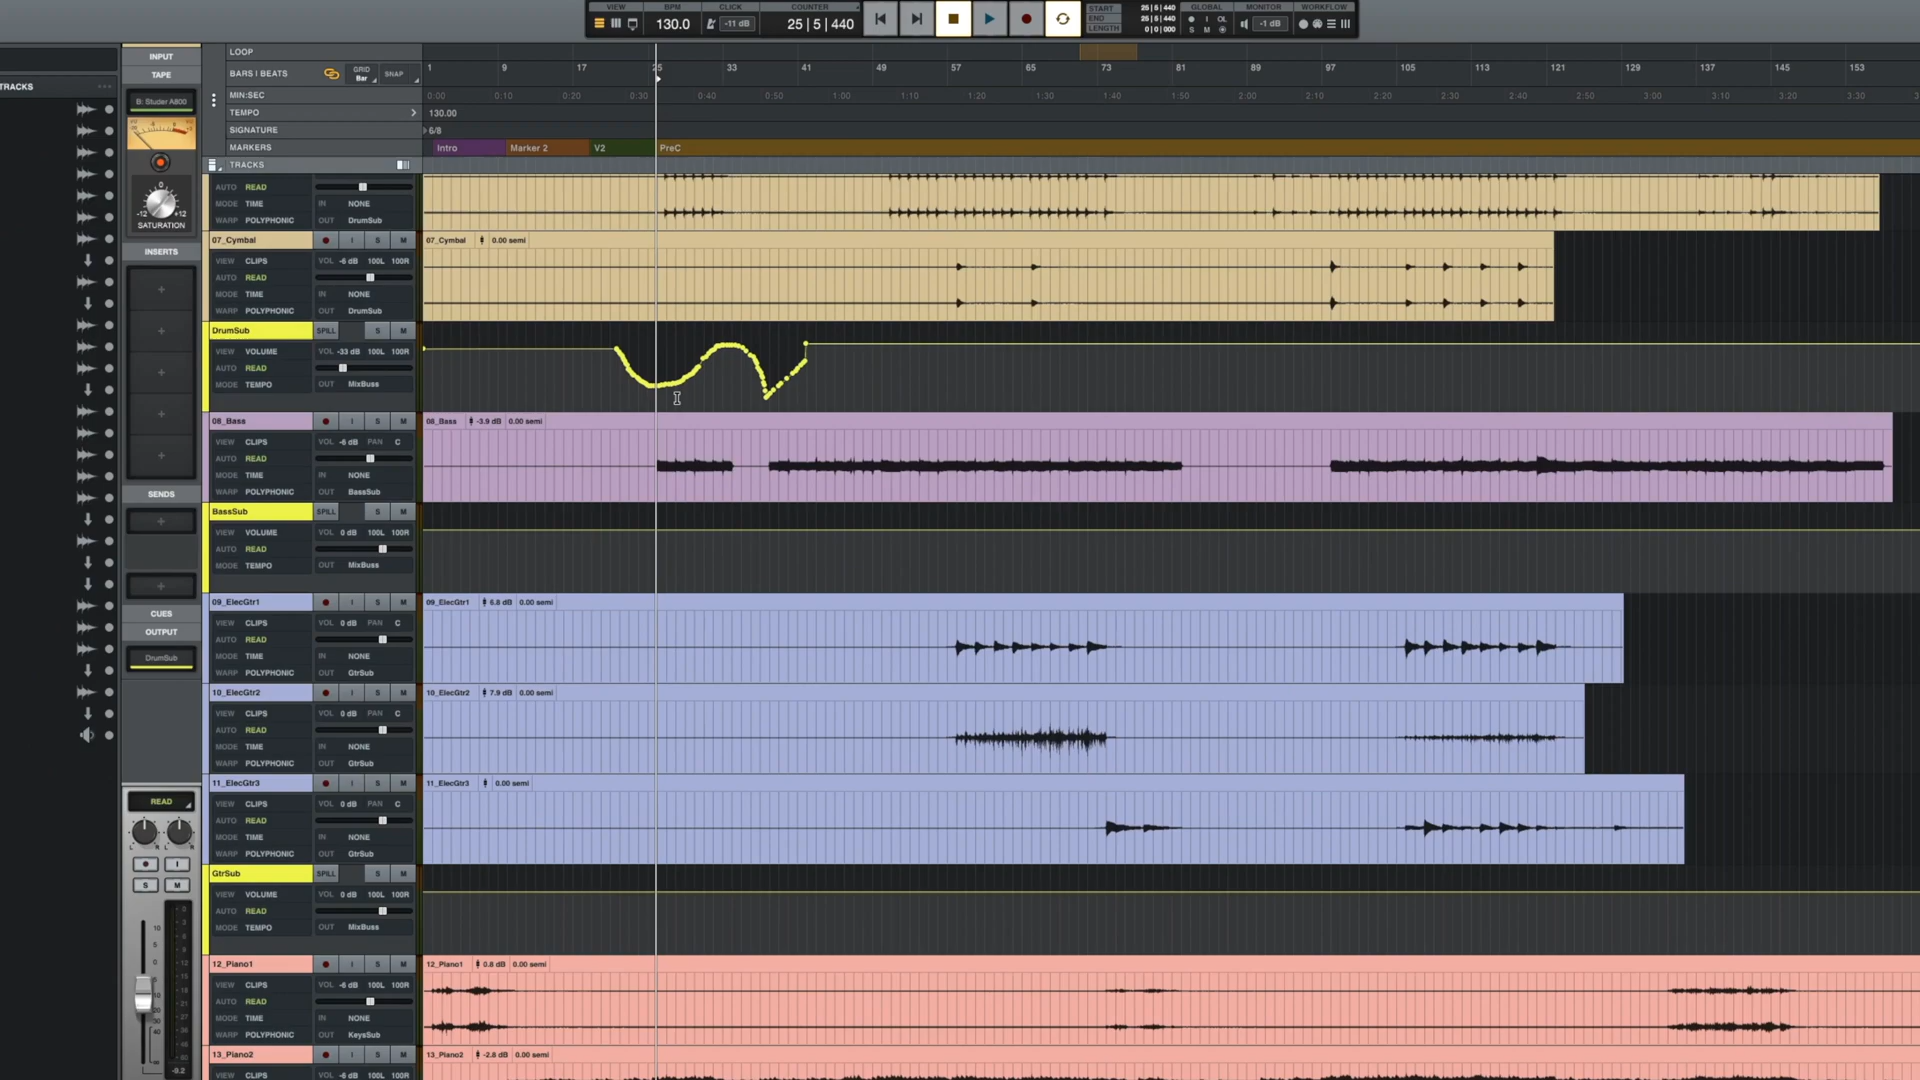 VIEW BPM CLICK COUNTER START 25|5|440 GLOBAL MONITOR WORKFLOW
130.0 -11 dB 25|5|440 END 25|5|440 I OL -1 dB
LENGTH 0|0|000 S M
INPUT
TAPE
TRACKS
B: Studer A800
-12 0 +12
SATURATION
INSERTS
SENDS
CUES
OUTPUT
DrumSub
READ
L R L R
I
S M
10
5
0
-9.2
LOOP
BARS | BEATS GRID Bar SNAP 1 9 17 25 33 41 49 57 65 73 81 89 97 105 113 121 129 137 145 153
MIN:SEC 0:00 0:10 0:20 0:30 0:40 0:50 1:00 1:10 1:20 1:30 1:40 1:50 2:00 2:10 2:20 2:30 2:40 2:50 3:00 3:10 3:20 3:30
TEMPO 130.00
SIGNATURE 6/8
MARKERS Intro Marker 2 V2 PreC
TRACKS
AUTO READ
MODE TIME IN NONE
WARP POLYPHONIC OUT DrumSub
07_Cymbal I S M 07_Cymbal 0.00 semi
VIEW CLIPS VOL -6 dB 100L 100R
AUTO READ
MODE TIME IN NONE
WARP POLYPHONIC OUT DrumSub
DrumSub SPILL S M
VIEW VOLUME VOL -33 dB 100L 100R
AUTO READ
MODE TEMPO OUT MixBuss
08_Bass I S M 08_Bass -3.9 dB 0.00 semi
VIEW CLIPS VOL -6 dB PAN C
AUTO READ
MODE TIME IN NONE
WARP POLYPHONIC OUT BassSub
BassSub SPILL S M
VIEW VOLUME VOL 0 dB 100L 100R
AUTO READ
MODE TEMPO OUT MixBuss
09_ElecGtr1 I S M 09_ElecGtr1 6.8 dB 0.00 semi
VIEW CLIPS VOL 0 dB PAN C
AUTO READ
MODE TIME IN NONE
WARP POLYPHONIC OUT GtrSub
10_ElecGtr2 I S M 10_ElecGtr2 7.9 dB 0.00 semi
VIEW CLIPS VOL 0 dB PAN C
AUTO READ
MODE TIME IN NONE
WARP POLYPHONIC OUT GtrSub
11_ElecGtr3 I S M 11_ElecGtr3 0.00 semi
VIEW CLIPS VOL 0 dB PAN C
AUTO READ
MODE TIME IN NONE
WARP POLYPHONIC OUT GtrSub
GtrSub SPILL S M
VIEW VOLUME VOL 0 dB 100L 100R
AUTO READ
MODE TEMPO OUT MixBuss
12_Piano1 I S M 12_Piano1 0.8 dB 0.00 semi
VIEW CLIPS VOL -6 dB 100L 100R
AUTO READ
MODE TIME IN NONE
WARP POLYPHONIC OUT KeysSub
13_Piano2 I S M 13_Piano2 -2.8 dB 0.00 semi
VIEW CLIPS VOL -6 dB 100L 100R